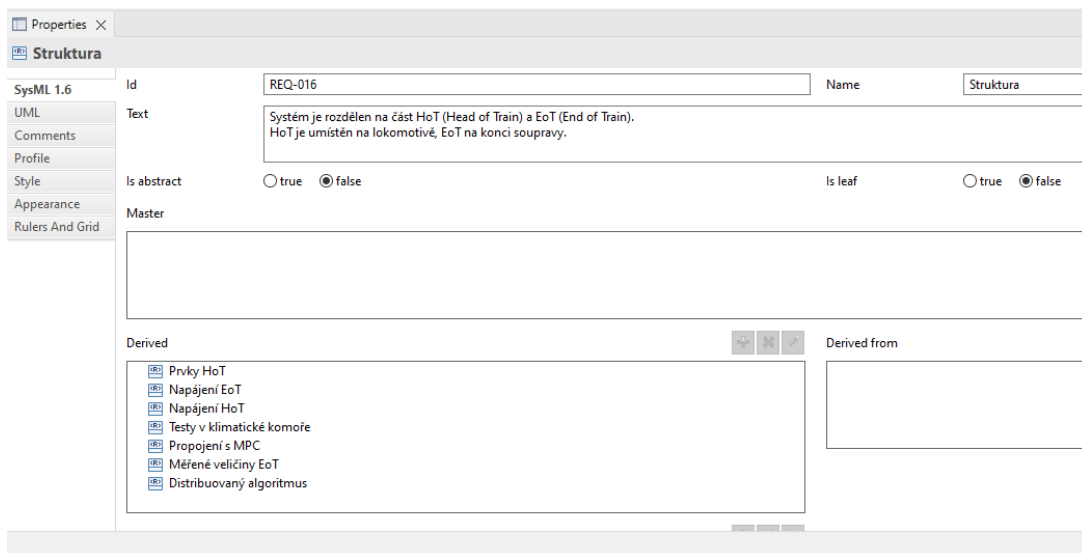 Properties
Struktura
SysML 1.6
UML
Comments
Profile
Style
Appearance
Rulers And Grid
Id
REQ-016
Name
Struktura
Text
Systém je rozdělen na část HoT (Head of Train) a EoT (End of Train).
HoT je umístěn na lokomotivě, EoT na konci soupravy.
Is abstract
true
false
Is leaf
true
false
Master
Derived
Derived from
Prvky HoT
Napájení EoT
Napájení HoT
Testy v klimatické komoře
Propojení s MPC
Měřené veličiny EoT
Distribuovaný algoritmus